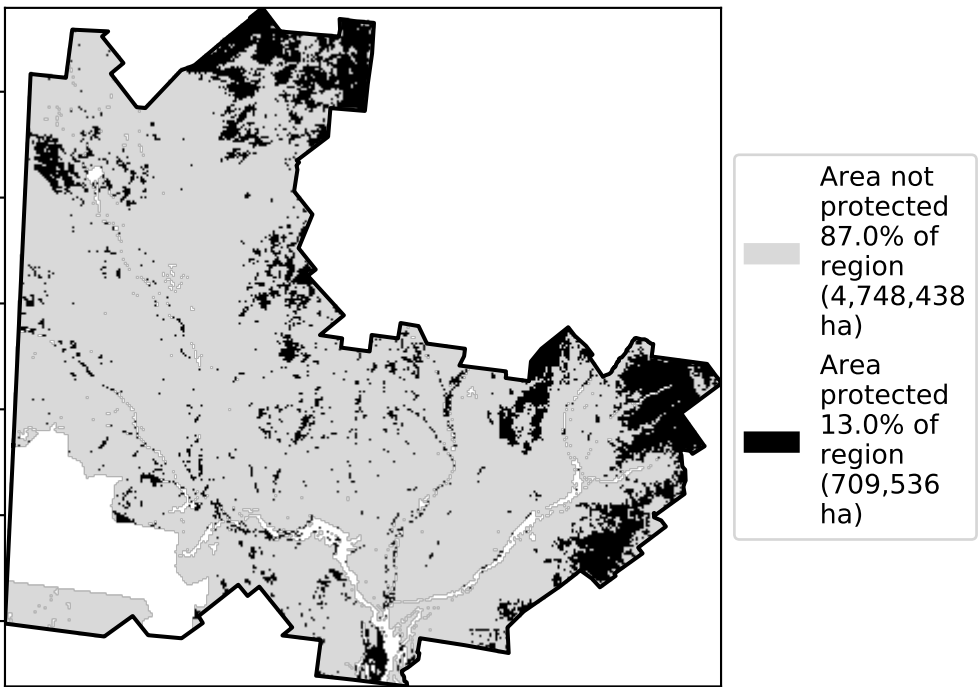 Area not
protected
87.0% of
region
(4,748,438
ha)
Area
protected
13.0% of
region
(709,536
ha)